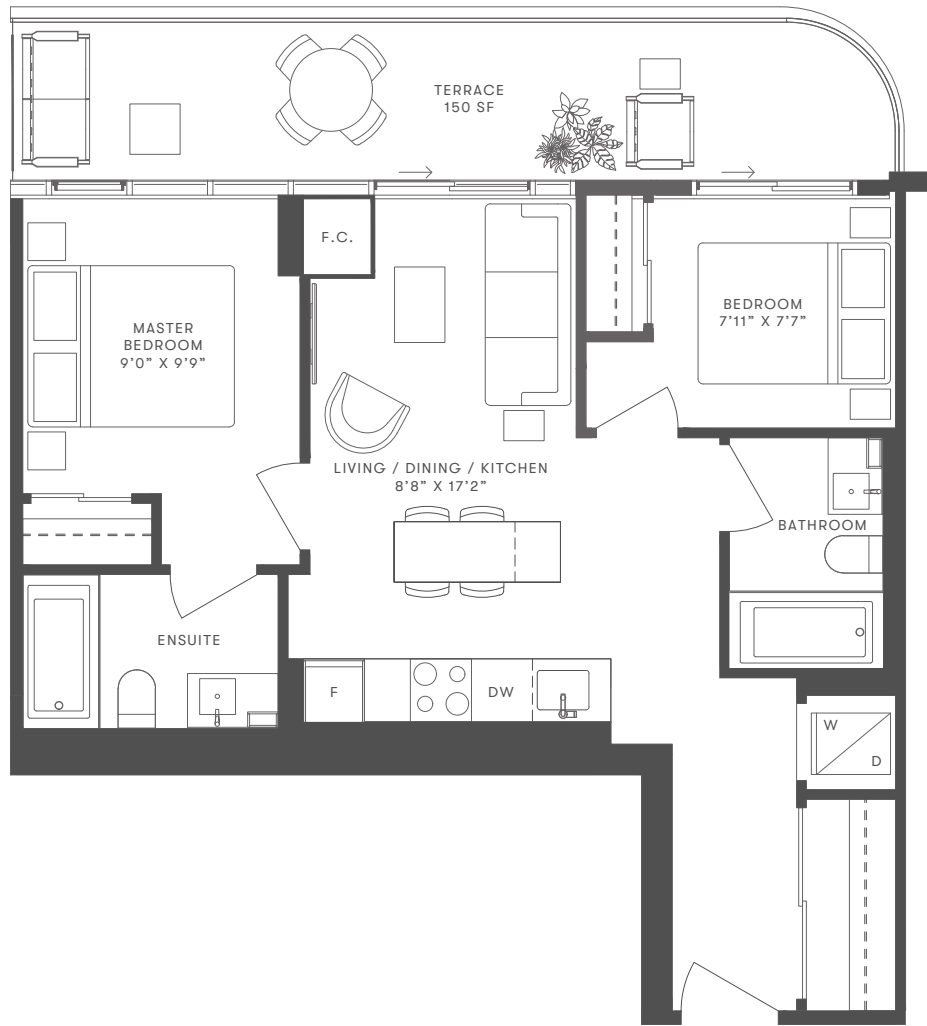 TERRACE
150 SF
F.C.
MASTER
BEDROOM
9’0” X 9’9”
BEDROOM
7’11” X 7’7”
LIVING / DINING / KITCHEN
8’8” X 17’2”
BATHROOM
ENSUITE
F
DW
W
D